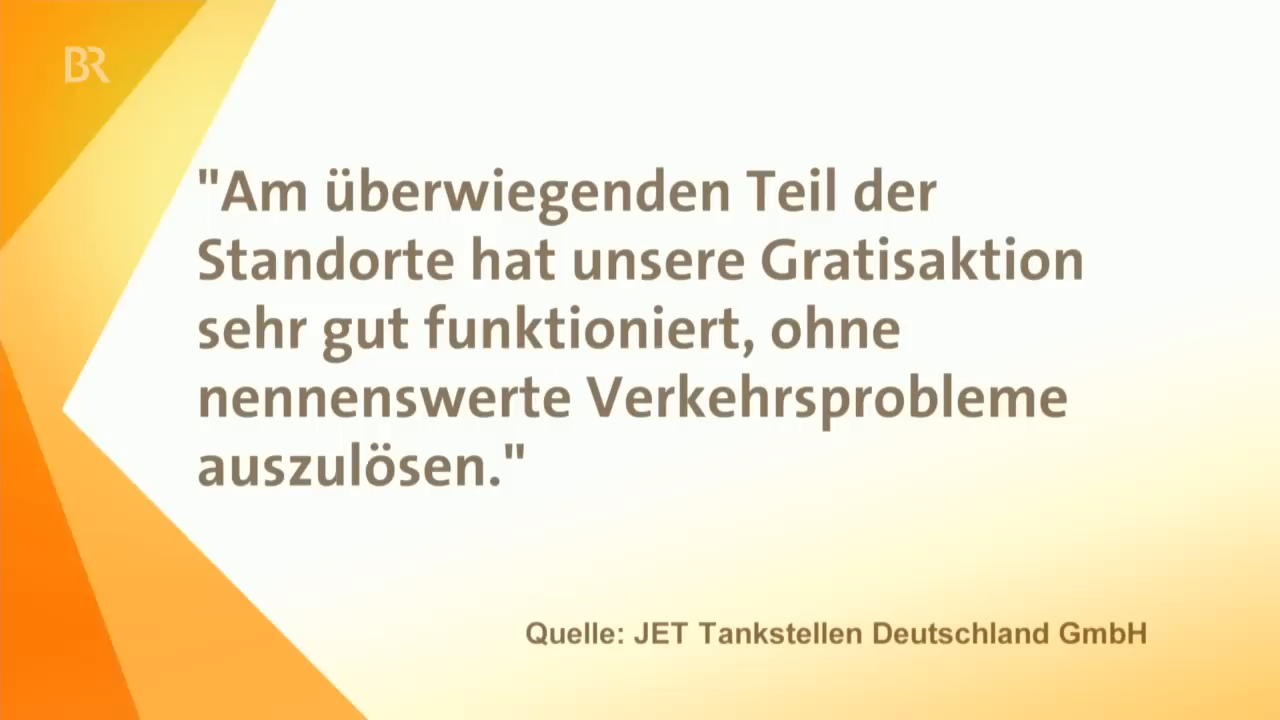 BR
"Am überwiegenden Teil der
Standorte hat unsere Gratisaktion
sehr gut funktioniert, ohne
nennenswerte Verkehrsprobleme
auszulösen."
Quelle: JET Tankstellen Deutschland GmbH